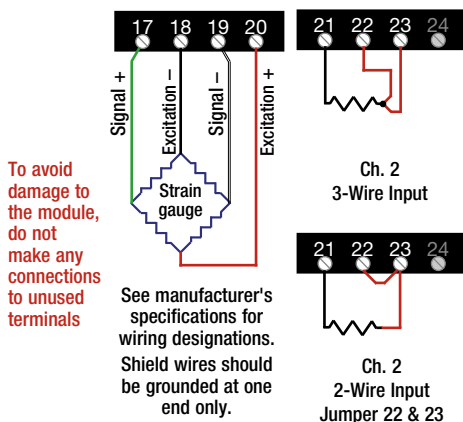 17 18 19 20
Signal +
Excitation –
Signal –
Excitation +
Strain
gauge
To avoid
damage to
the module,
do not
make any
connections
to unused
terminals
See manufacturer's
specifications for
wiring designations.
Shield wires should
be grounded at one
end only.
21 22 23 24
Ch. 2
3-Wire Input
21 22 23 24
Ch. 2
2-Wire Input
Jumper 22 & 23